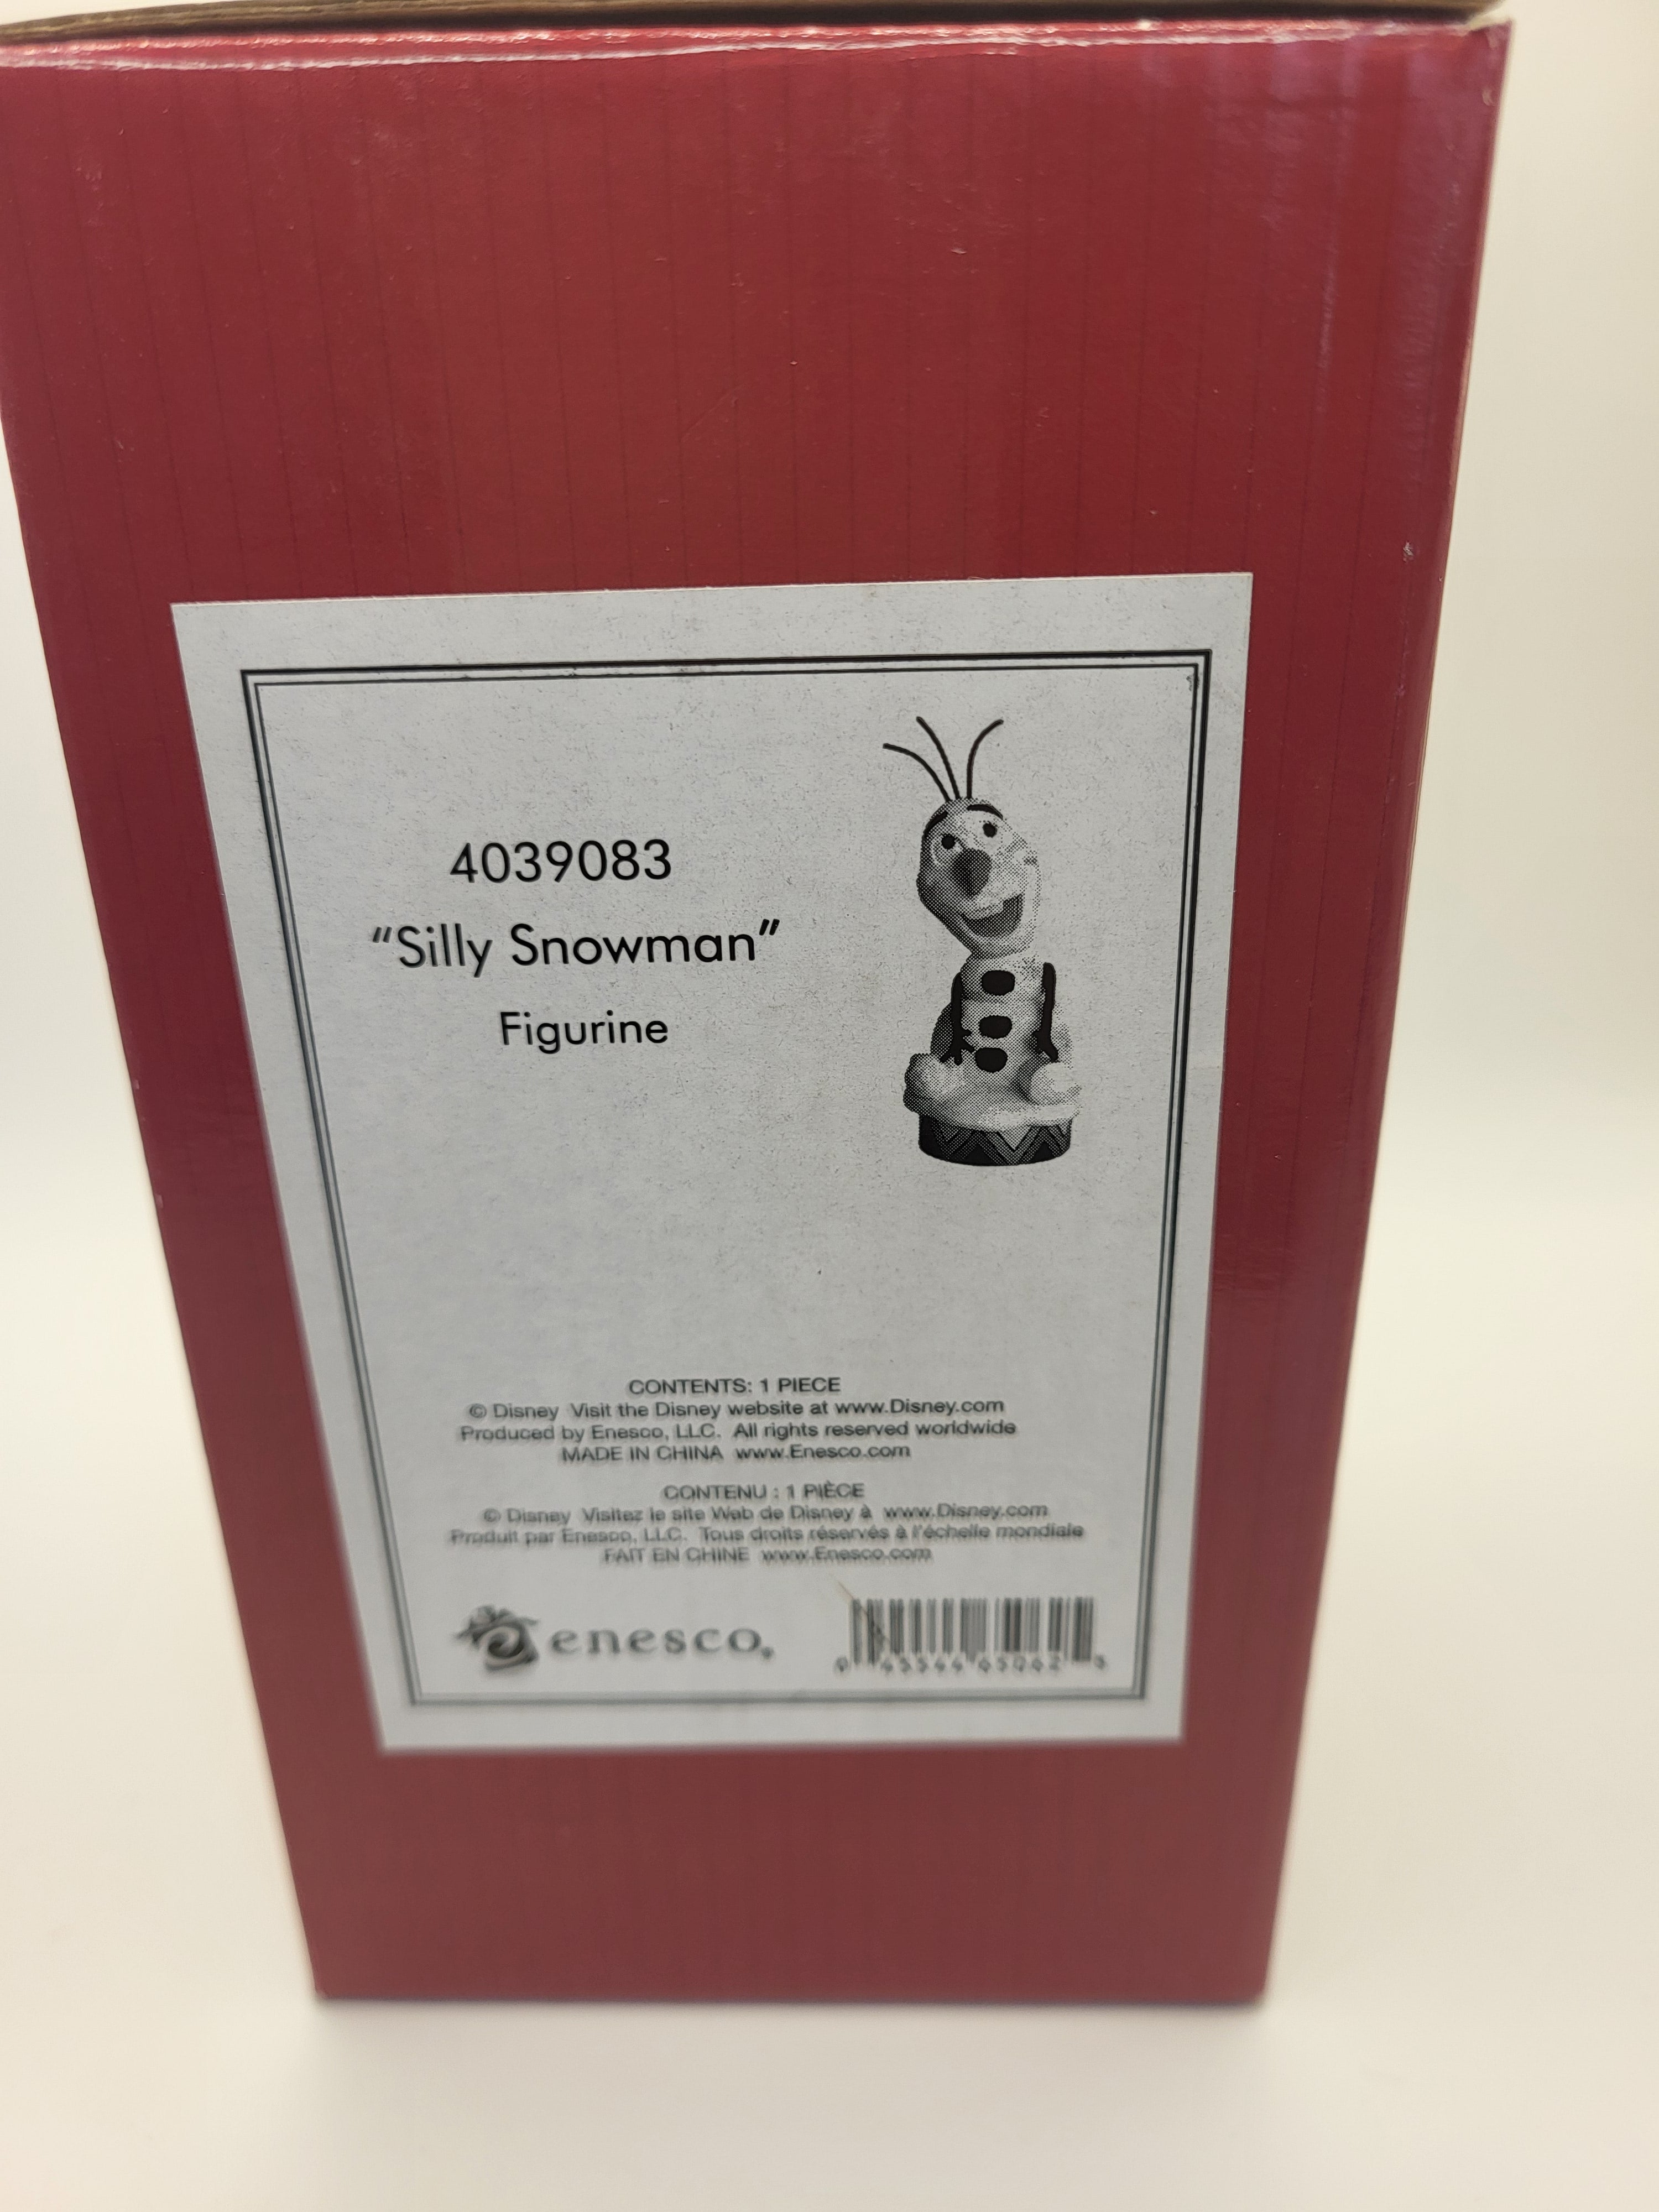 4039083
“Silly Snowman”
Figurine
CONTENTS: 1 PIECE
© Disney Visit the Disney website at www.Disney.com
Produced by Enesco, LLC. All rights reserved worldwide
MADE IN CHINA www.Enesco.com
CONTENU : 1 PIÈCE
© Disney Visitez le site Web de Disney à www.Disney.com
Produit par Enesco, LLC. Tous droits réservés à l'échelle mondiale
FAIT EN CHINE www.Enesco.com
enesco.